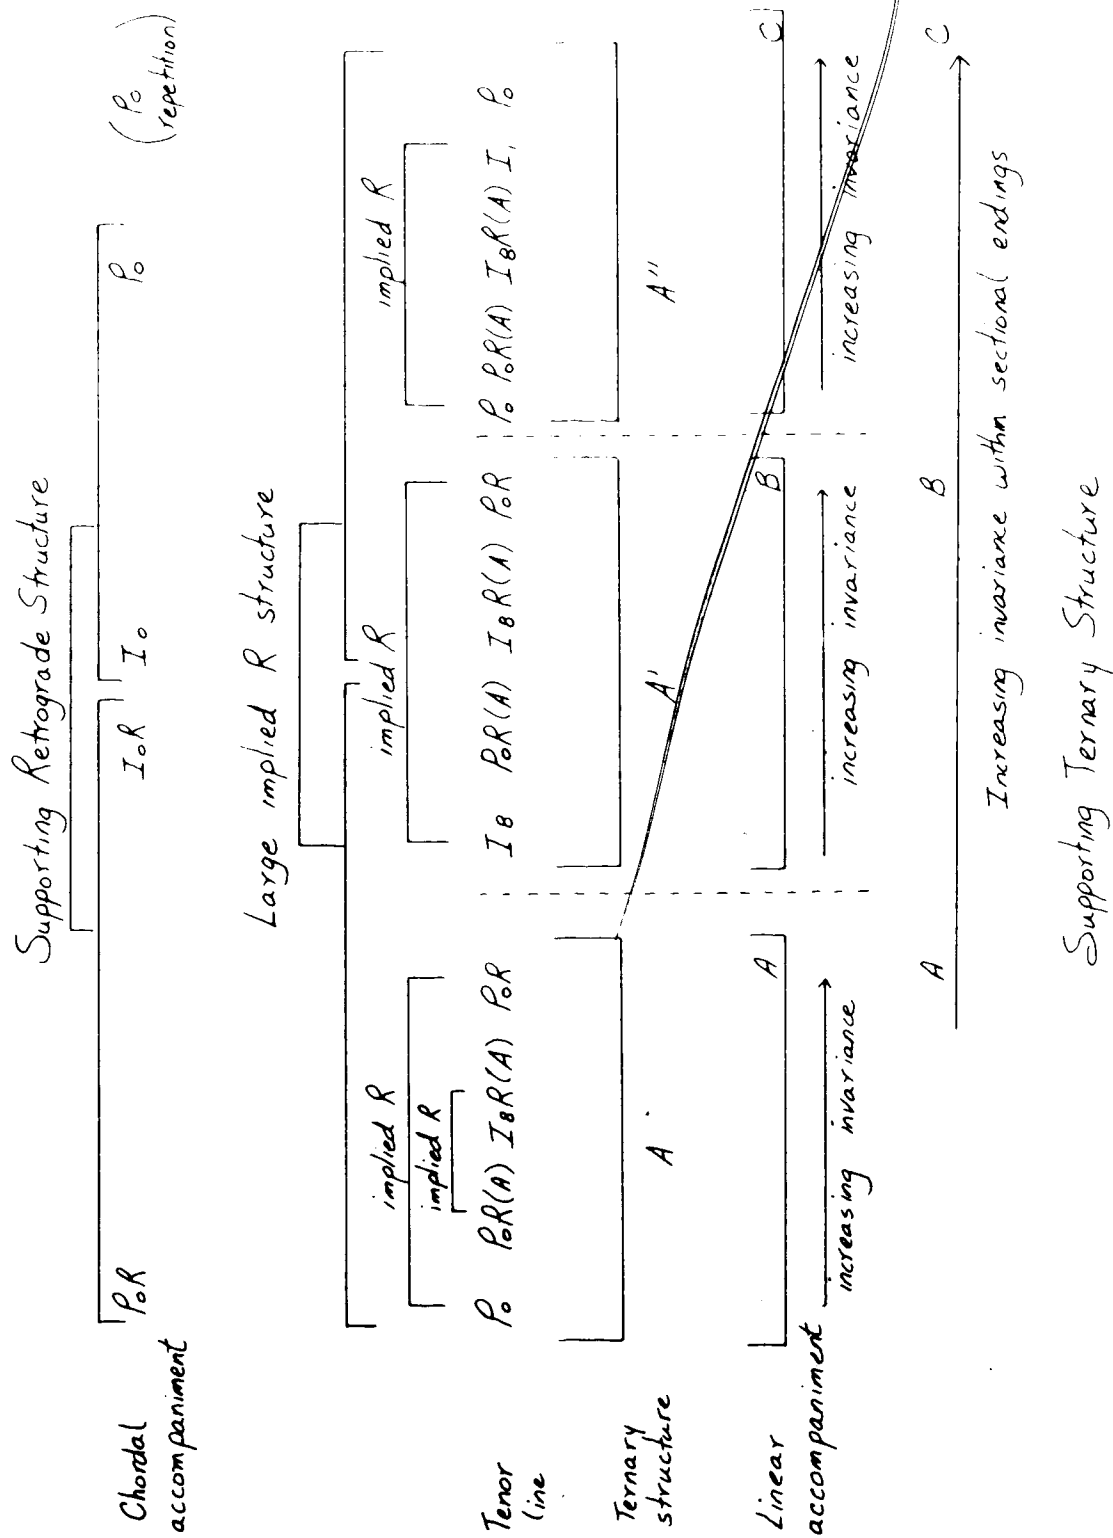 Supporting Retrograde Structure
Chordal accompaniment
P₀R I₀R I₀ P₀ (P₀ repetition)
Large implied R structure
implied R implied R implied R
implied R
Tenor line
P₀ P₀R(A) I₈R(A) P₀R I₈ P₀R(A) I₈R(A) P₀R P₀ P₀R(A) I₈R(A) I, P₀
Ternary structure
A A' A"
Linear accompaniment
A B C
increasing invariance increasing invariance increasing invariance
A B C
Increasing invariance within sectional endings
Supporting Ternary Structure